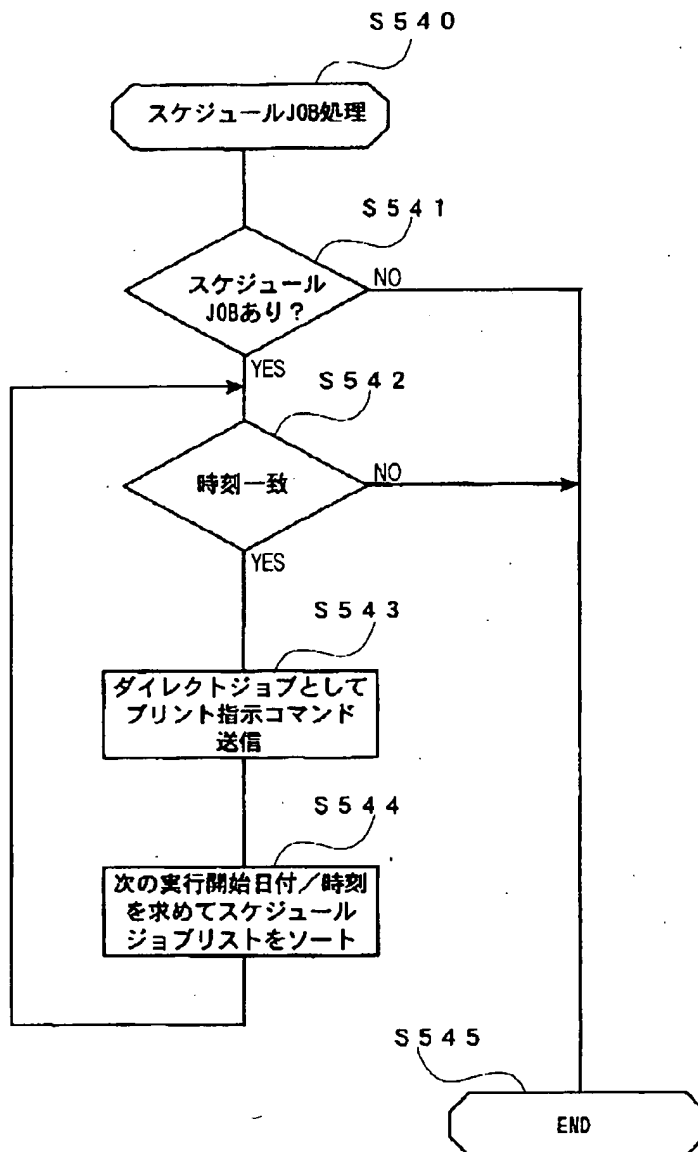 S540
スケジュールJOB処理
S541
スケジュール
JOBあり?
NO
YES
S542
時刻一致
NO
YES
S543
ダイレクトジョブとして
プリント指示コマンド
送信
S544
次の実行開始日付/時刻
を求めてスケジュール
ジョブリストをソート
S545
END